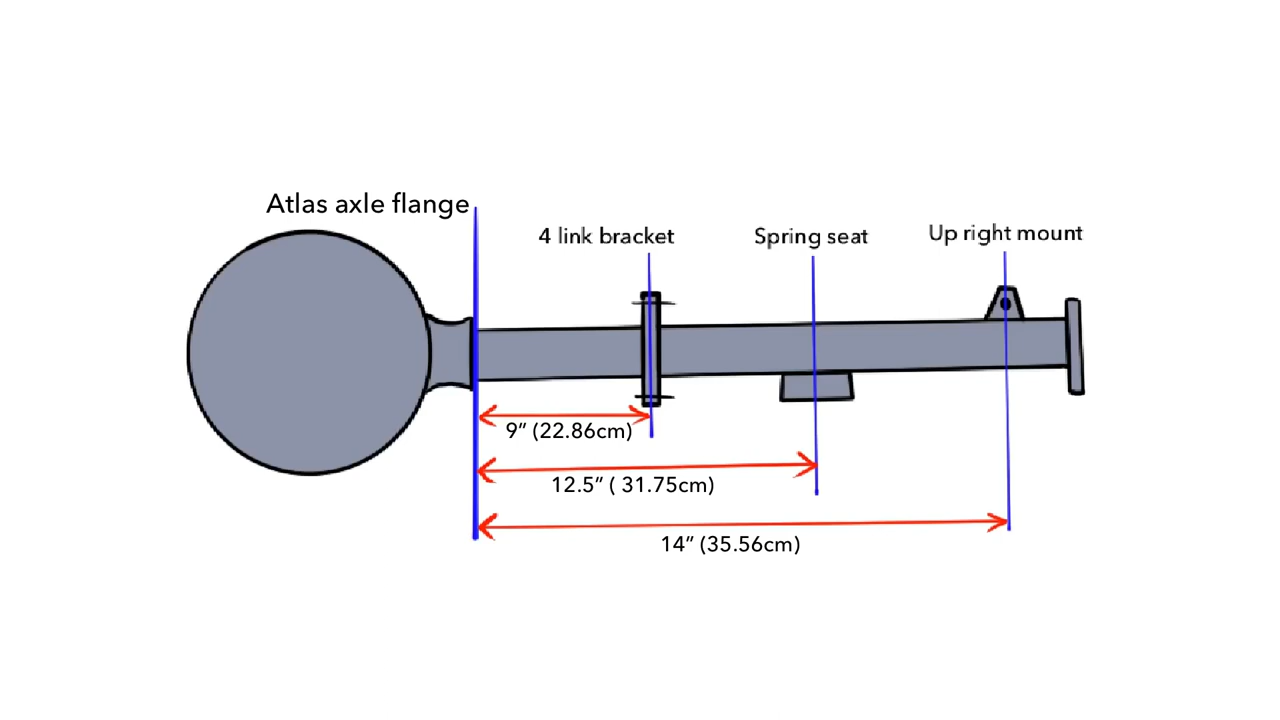 Atlas axle flange
4 link bracket
Spring seat
Up right mount
9” (22.86cm)
12.5” ( 31.75cm)
14” (35.56cm)